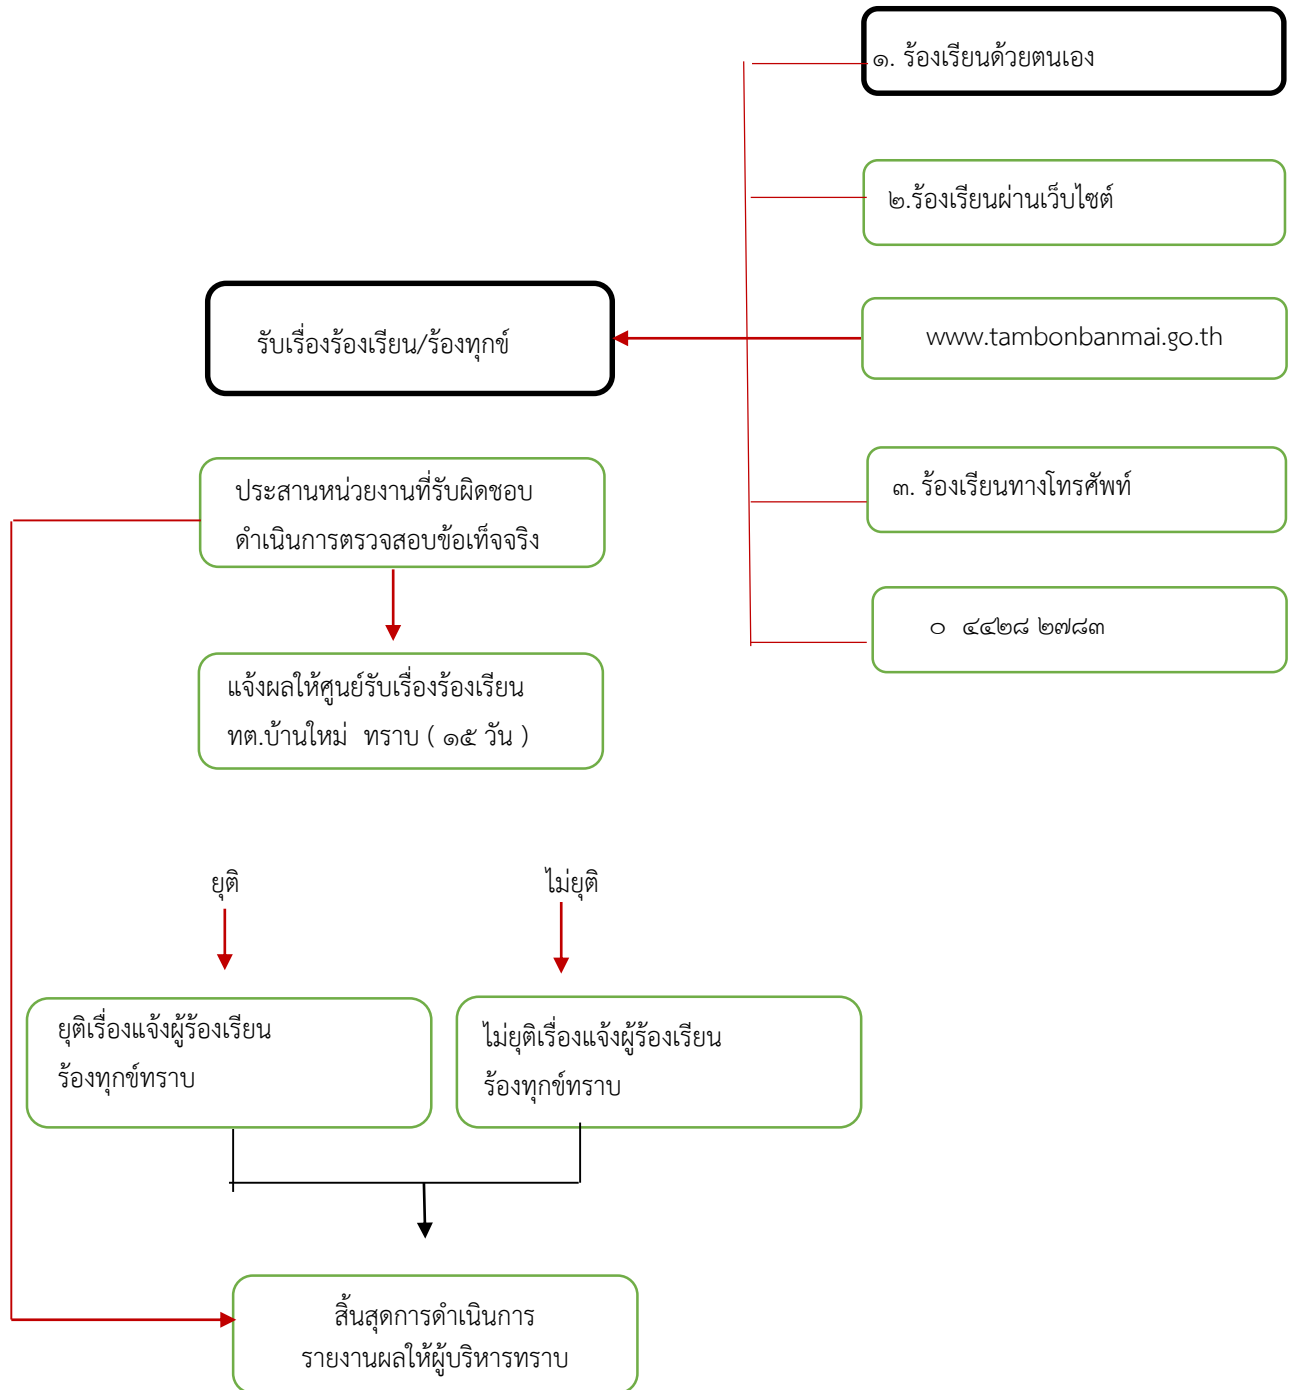 ๑. ร้องเรียนด้วยตนเอง
๒.ร้องเรียนผ่านเว็บไซต์
รับเรื่องร้องเรียน/ร้องทุกข์
www.tambonbanmai.go.th
ประสานหน่วยงานที่รับผิดชอบ
ดำเนินการตรวจสอบข้อเท็จจริง
๓. ร้องเรียนทางโทรศัพท์
๐ ๔๔๒๘ ๒๗๘๓
แจ้งผลให้ศูนย์รับเรื่องร้องเรียน
ทต.บ้านใหม่ ทราบ ( ๑๕ วัน )
ยุติ
ไม่ยุติ
ยุติเรื่องแจ้งผู้ร้องเรียน
ร้องทุกข์ทราบ
ไม่ยุติเรื่องแจ้งผู้ร้องเรียน
ร้องทุกข์ทราบ
สิ้นสุดการดำเนินการ
รายงานผลให้ผู้บริหารทราบ